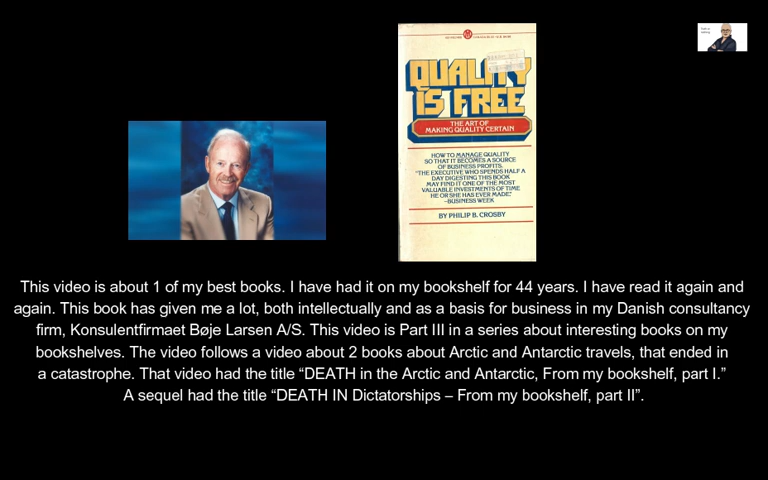 QUALITY
IS FREE
THE ART OF
MAKING QUALITY CERTAIN
HOW TO MANAGE QUALITY
SO THAT IT BECOMES A SOURCE
OF BUSINESS PROFITS.
"THE EXECUTIVE WHO SPENDS HALF A
DAY DIGESTING THIS BOOK
MAY FIND IT ONE OF THE MOST
VALUABLE INVESTMENTS OF TIME
HE OR SHE HAS EVER MADE."
—BUSINESS WEEK
BY PHILIP B. CROSBY
This video is about 1 of my best books. I have had it on my bookshelf for 44 years. I have read it again and
again. This book has given me a lot, both intellectually and as a basis for business in my Danish consultancy
firm, Konsulentfirmaet Bøje Larsen A/S. This video is Part III in a series about interesting books on my
bookshelves. The video follows a video about 2 books about Arctic and Antarctic travels, that ended in
a catastrophe. That video had the title “DEATH in the Arctic and Antarctic, From my bookshelf, part I.”
A sequel had the title “DEATH IN Dictatorships – From my bookshelf, part II”.